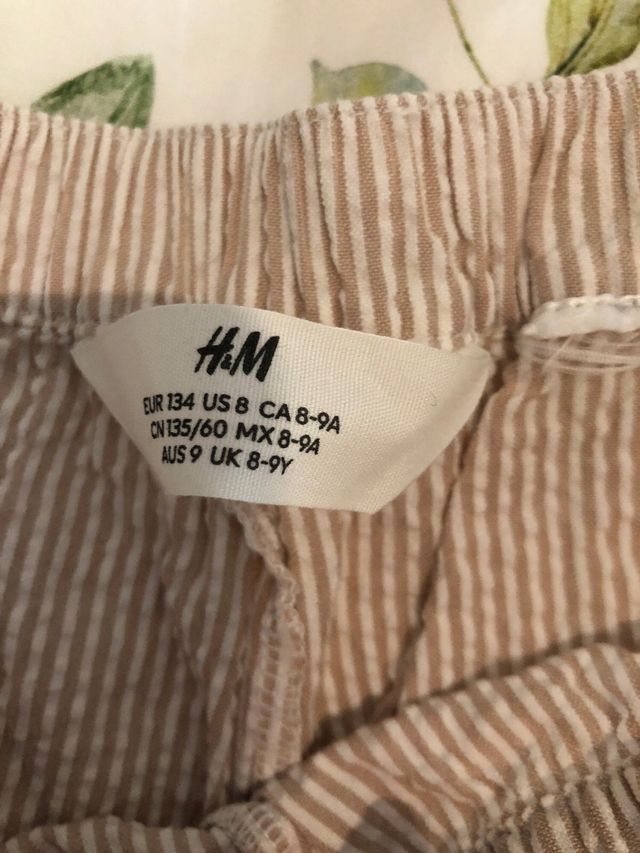 H&M
EUR 134 US 8 CA 8-9A
CN 135/60 MX 8-9A
AUS 9 UK 8-9Y